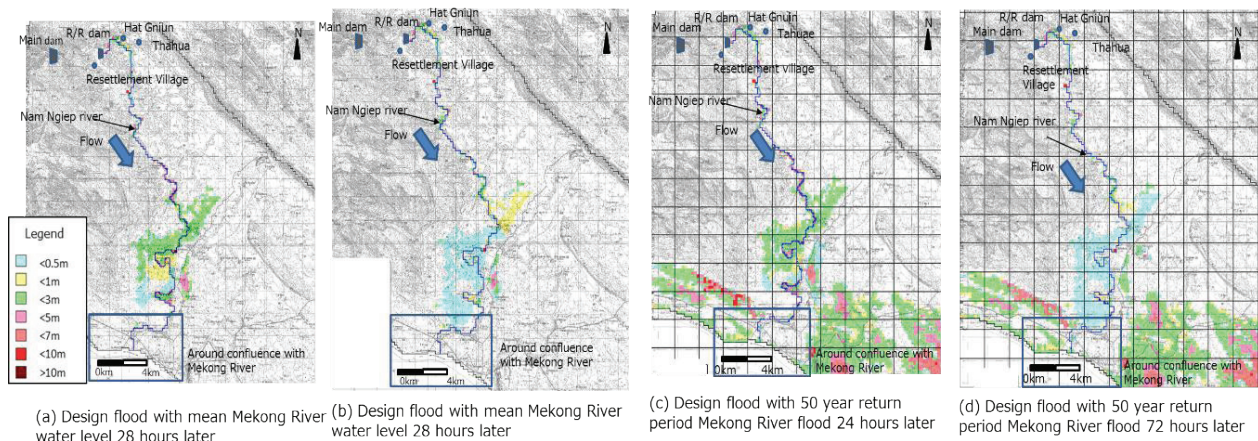 Hat Gniun
R/R dam
Main dam
Thahua
N
Resettlement Village
Nam Ngiep river
Flow
Legend
<0.5m
<1m
<3m
<5m
<7m
<10m
>10m
0km 4km
Around confluence with
Mekong River
(a) Design flood with mean Mekong River
water level 28 hours later
Hat Gniun
R/R dam
Main dam
Thahua
N
Resettlement Village
Nam Ngiep river
Flow
0km 4km
Around confluence
with Mekong River
(b) Design flood with mean Mekong River
water level 28 hours later
Hat Gniun
R/R dam
Main dam
N
Resettlement
Village
Nam Ngiep river
Flow
4km
Around confluence with
Mekong River
(c) Design flood with 50 year return
period Mekong River flood 24 hours later
Hat Gniun
R/R dam
Main dam
Thahua
N
Resettlement
Village
Nam Ngiep river
Flow
0km 4km
Around confluence with
Mekong River
(d) Design flood with 50 year return
period Mekong River flood 72 hours later